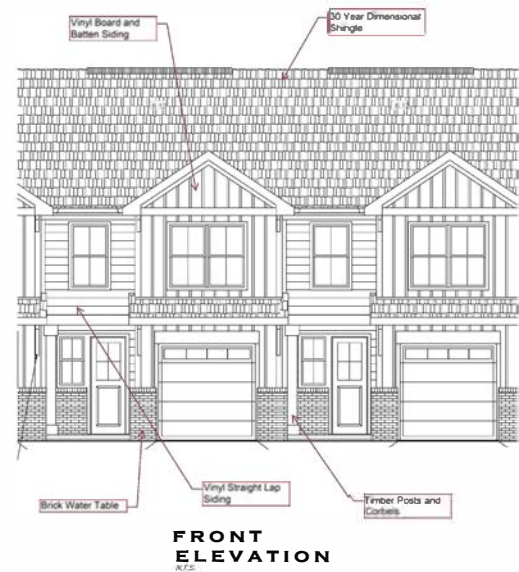 Vinyl Board and
Batten Siding
30 Year Dimensional
Shingle
Brick Water Table
Vinyl Straight Lap
Siding
Timber Posts and
Corbels
FRONT
ELEVATION
N.T.S.